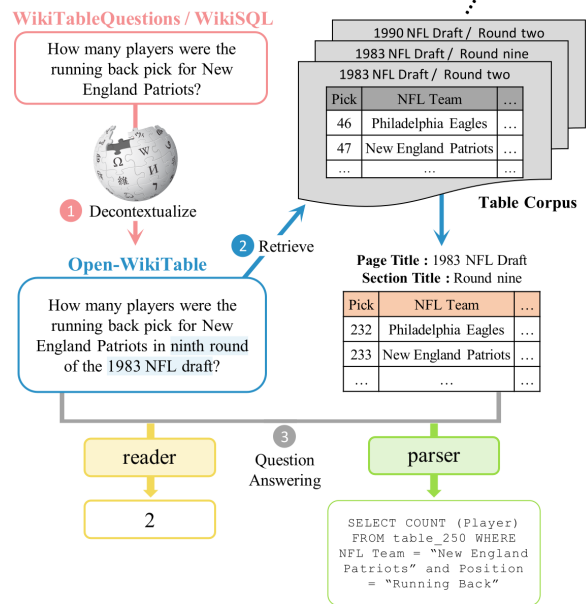 WikiTableQuestions / WikiSQL
How many players were the
running back pick for New
England Patriots?
Ω
W
И
1 Decontextualize
Open-WikiTable
How many players were the
running back pick for New
England Patriots in ninth round
of the 1983 NFL draft?
2 Retrieve
1990 NFL Draft / Round two
1983 NFL Draft / Round nine
1983 NFL Draft / Round two
Pick NFL Team …
46 Philadelphia Eagles …
47 New England Patriots …
… … …
Table Corpus
Page Title : 1983 NFL Draft
Section Title : Round nine
Pick NFL Team …
232 Philadelphia Eagles …
233 New England Patriots …
… … …
3
Question
Answering
reader
2
parser
SELECT COUNT (Player)
FROM table_250 WHERE
NFL Team = “New England
Patriots” and Position
= “Running Back”